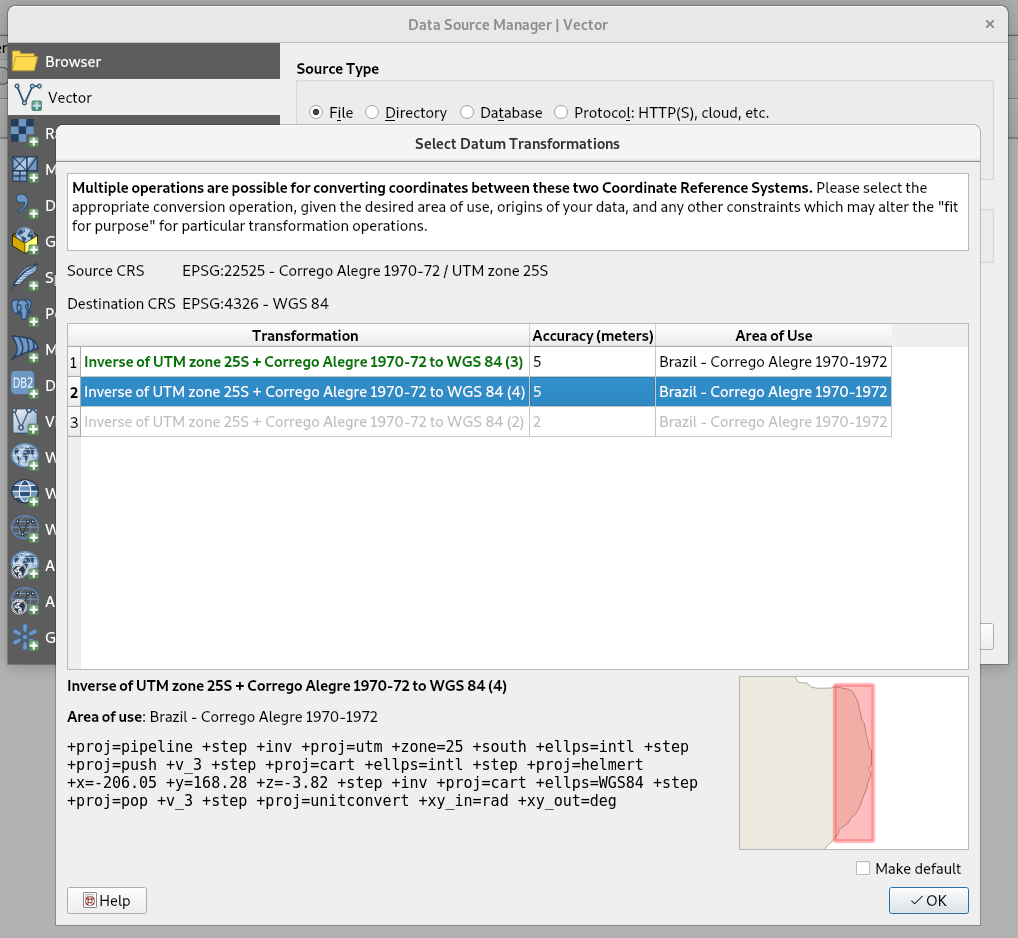 Data Source Manager | Vector
Browser
Vector
Source Type
File Directory Database Protocol: HTTP(S), cloud, etc.
Select Datum Transformations
Multiple operations are possible for converting coordinates between these two Coordinate Reference Systems. Please select the
appropriate conversion operation, given the desired area of use, origins of your data, and any other constraints which may alter the "fit
for purpose" for particular transformation operations.
Source CRS EPSG:22525 - Corrego Alegre 1970-72 / UTM zone 25S
Destination CRS EPSG:4326 - WGS 84
Transformation Accuracy (meters) Area of Use
1 Inverse of UTM zone 25S + Corrego Alegre 1970-72 to WGS 84 (3) 5 Brazil - Corrego Alegre 1970-1972
2 Inverse of UTM zone 25S + Corrego Alegre 1970-72 to WGS 84 (4) 5 Brazil - Corrego Alegre 1970-1972
3 Inverse of UTM zone 25S + Corrego Alegre 1970-72 to WGS 84 (2) 2 Brazil - Corrego Alegre 1970-1972
Inverse of UTM zone 25S + Corrego Alegre 1970-72 to WGS 84 (4)
Area of use: Brazil - Corrego Alegre 1970-1972
+proj=pipeline +step +inv +proj=utm +zone=25 +south +ellps=intl +step
+proj=push +v_3 +step +proj=cart +ellps=intl +step +proj=helmert
+x=-206.05 +y=168.28 +z=-3.82 +step +inv +proj=cart +ellps=WGS84 +step
+proj=pop +v_3 +step +proj=unitconvert +xy_in=rad +xy_out=deg
Make default
Help
OK